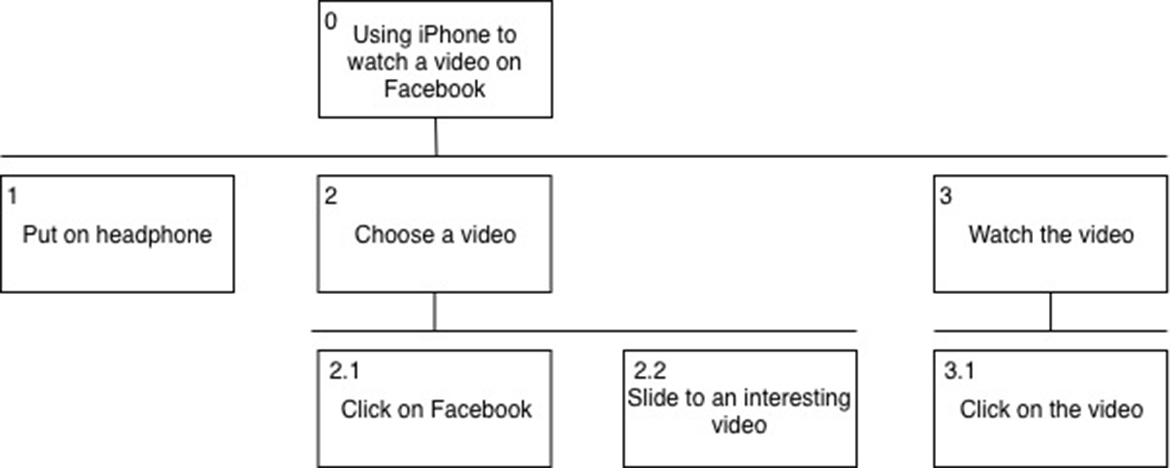 0
Using iPhone to
watch a video on
Facebook
1
Put on headphone
2
Choose a video
3
Watch the video
2.1
Click on Facebook
2.2
Slide to an interesting
video
3.1
Click on the video